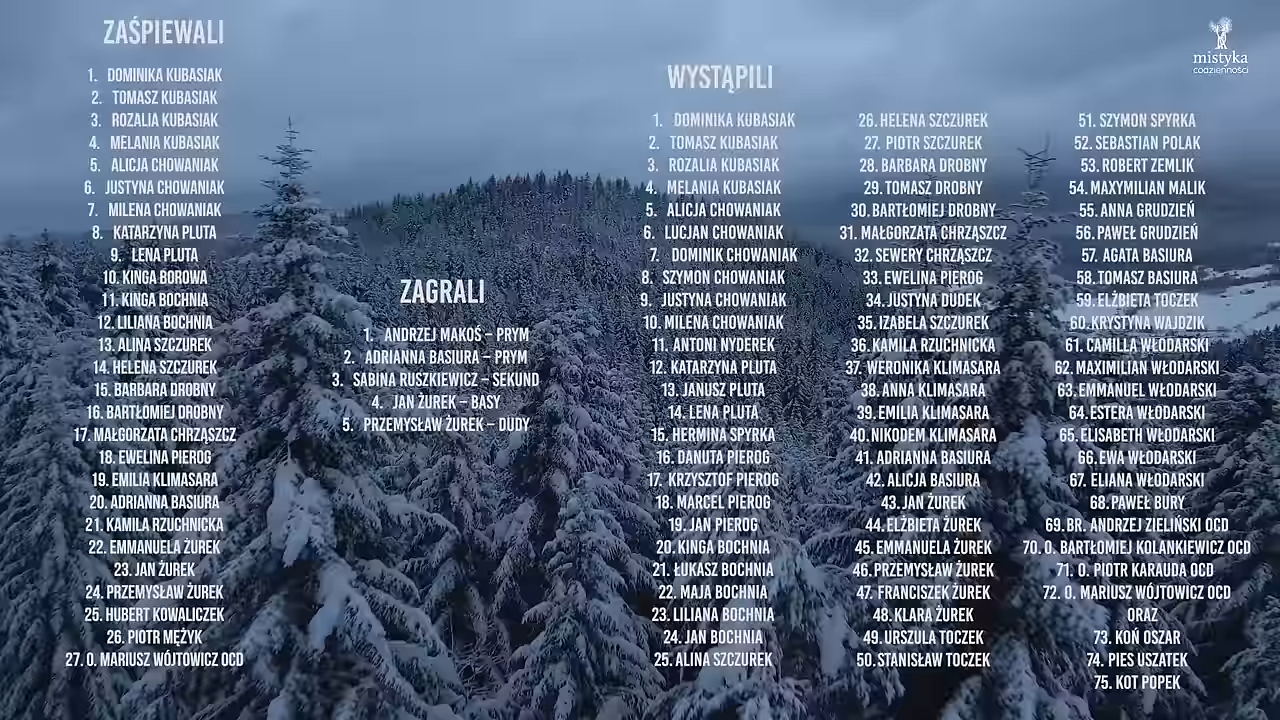 ZAŚPIEWALI
1. DOMINIKA KUBASIAK
2. TOMASZ KUBASIAK
3. ROZALIA KUBASIAK
4. MELANIA KUBASIAK
5. ALICJA CHOWANIAK
6. JUSTYNA CHOWANIAK
7. MILENA CHOWANIAK
8. KATARZYNA PLUTA
9. LENA PLUTA
10. KINGA BOROWA
11. KINGA BOCHNIA
12. LILIANA BOCHNIA
13. ALINA SZCZUREK
14. HELENA SZCZUREK
15. BARBARA DROBNY
16. BARTŁOMIEJ DROBNY
17. MAŁGORZATA CHRZĄSZCZ
18. EWELINA PIEROG
19. EMILIA KLIMASARA
20. ADRIANNA BASIURA
21. KAMILA RZUCHNICKA
22. EMMANUELA ŻUREK
23. JAN ŻUREK
24. PRZEMYSŁAW ŻUREK
25. HUBERT KOWALICZEK
26. PIOTR MĘŻYK
27. O. MARIUSZ WÓJTOWICZ OCD
ZAGRALI
1. ANDRZEJ MAKOŚ – PRYM
2. ADRIANNA BASIURA – PRYM
3. SABINA RUSZKIEWICZ – SEKUND
4. JAN ŻUREK – BASY
5. PRZEMYSŁAW ŻUREK – DUDY
WYSTĄPILI
1. DOMINIKA KUBASIAK
2. TOMASZ KUBASIAK
3. ROZALIA KUBASIAK
4. MELANIA KUBASIAK
5. ALICJA CHOWANIAK
6. LUCJAN CHOWANIAK
7. DOMINIK CHOWANIAK
8. SZYMON CHOWANIAK
9. JUSTYNA CHOWANIAK
10. MILENA CHOWANIAK
11. ANTONI NYDEREK
12. KATARZYNA PLUTA
13. JANUSZ PLUTA
14. LENA PLUTA
15. HERMINA SPYRKA
16. DANUTA PIEROG
17. KRZYSZTOF PIEROG
18. MARCEL PIEROG
19. JAN PIEROG
20. KINGA BOCHNIA
21. ŁUKASZ BOCHNIA
22. MAJA BOCHNIA
23. LILIANA BOCHNIA
24. JAN BOCHNIA
25. ALINA SZCZUREK
26. HELENA SZCZUREK
27. PIOTR SZCZUREK
28. BARBARA DROBNY
29. TOMASZ DROBNY
30. BARTŁOMIEJ DROBNY
31. MAŁGORZATA CHRZĄSZCZ
32. SEWERY CHRZĄSZCZ
33. EWELINA PIEROG
34. JUSTYNA DUDEK
35. IZABELA SZCZUREK
36. KAMILA RZUCHNICKA
37. WERONIKA KLIMASARA
38. ANNA KLIMASARA
39. EMILIA KLIMASARA
40. NIKODEM KLIMASARA
41. ADRIANNA BASIURA
42. ALICJA BASIURA
43. JAN ŻUREK
44. ELŻBIETA ŻUREK
45. EMMANUELA ŻUREK
46. PRZEMYSŁAW ŻUREK
47. FRANCISZEK ŻUREK
48. KLARA ŻUREK
49. URSZULA TOCZEK
50. STANISŁAW TOCZEK
51. SZYMON SPYRKA
52. SEBASTIAN POLAK
53. ROBERT ZEMLIK
54. MAXYMILIAN MALIK
55. ANNA GRUDZIEŃ
56. PAWEŁ GRUDZIEŃ
57. AGATA BASIURA
58. TOMASZ BASIURA
59. ELŻBIETA TOCZEK
60. KRYSTYNA WAJDZIK
61. CAMILLA WŁODARSKI
62. MAXIMILIAN WŁODARSKI
63. EMMANUEL WŁODARSKI
64. ESTERA WŁODARSKI
65. ELISABETH WŁODARSKI
66. EWA WŁODARSKI
67. ELIANA WŁODARSKI
68. PAWEŁ BURY
69. BR. ANDRZEJ ZIELIŃSKI OCD
70. O. BARTŁOMIEJ KOLANKIEWICZ OCD
71. O. PIOTR KARAUDA OCD
72. O. MARIUSZ WÓJTOWICZ OCD
ORAZ
73. KOŃ OSZAR
74. PIES USZATEK
75. KOT POPEK
mistyka
codzienności